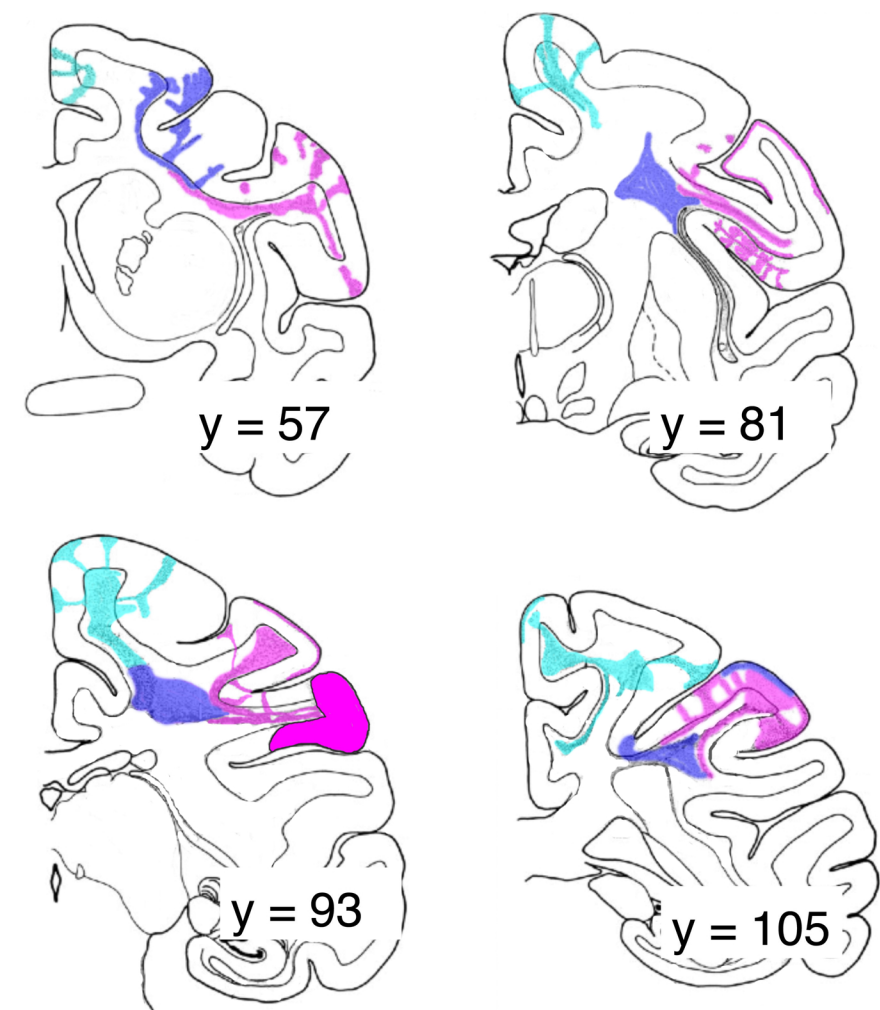 y = 57
y = 81
y = 93
y = 105